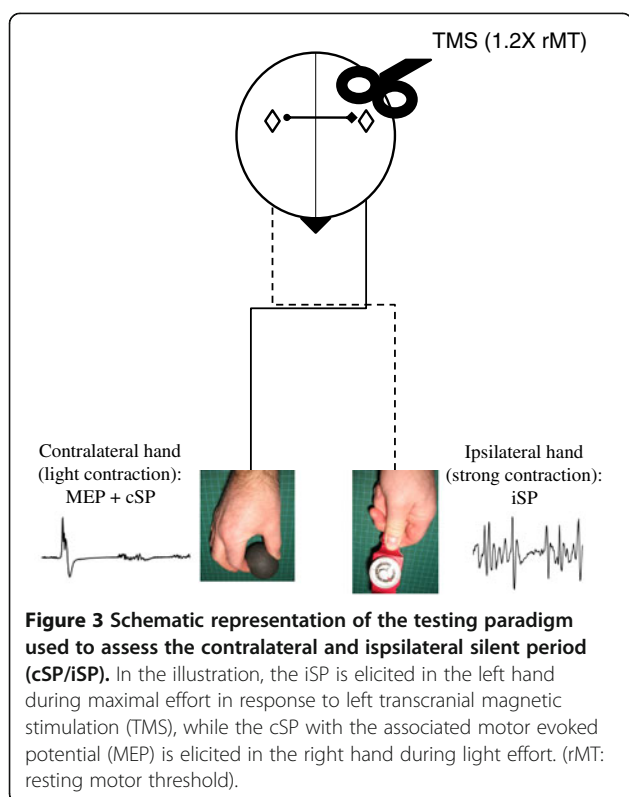 TMS (1.2X rMT)
Contralateral hand
(light contraction):
MEP + cSP
Ipsilateral hand
(strong contraction):
iSP
Figure 3 Schematic representation of the testing paradigm
used to assess the contralateral and ispsilateral silent period
(cSP/iSP). In the illustration, the iSP is elicited in the left hand
during maximal effort in response to left transcranial magnetic
stimulation (TMS), while the cSP with the associated motor evoked
potential (MEP) is elicited in the right hand during light effort. (rMT:
resting motor threshold).